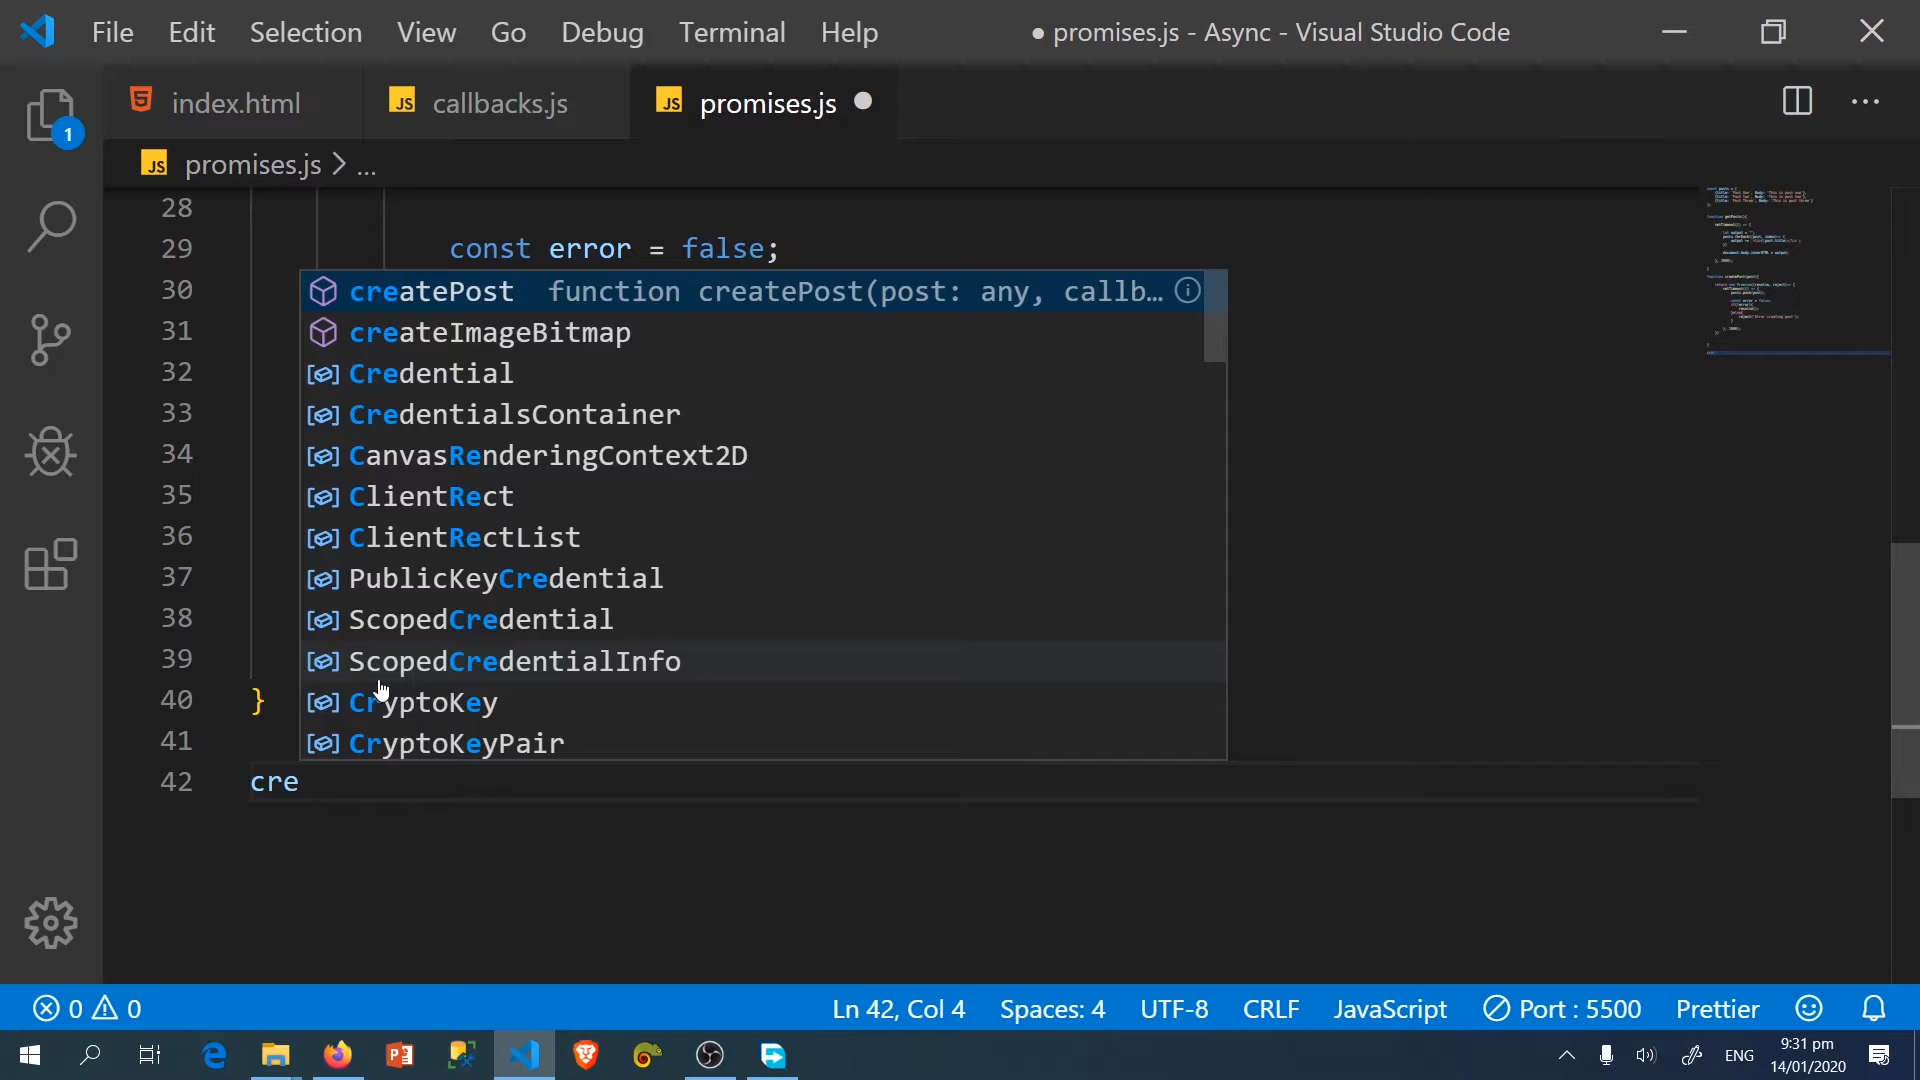 File Edit Selection View Go Debug Terminal Help ● promises.js - Async - Visual Studio Code
index.html JS callbacks.js JS promises.js
1
JS promises.js > ...
28
29 const error = false;
30 createPost function createPost(post: any, callb…
31 createImageBitmap
32 Credential
33 CredentialsContainer
34 CanvasRenderingContext2D
35 ClientRect
36 ClientRectList
37 PublicKeyCredential
38 ScopedCredential
39 ScopedCredentialInfo
40 } CryptoKey
41 CryptoKeyPair
42 cre
0 0 Ln 42, Col 4 Spaces: 4 UTF-8 CRLF JavaScript Port : 5500 Prettier
ENG 9:31 pm
14/01/2020